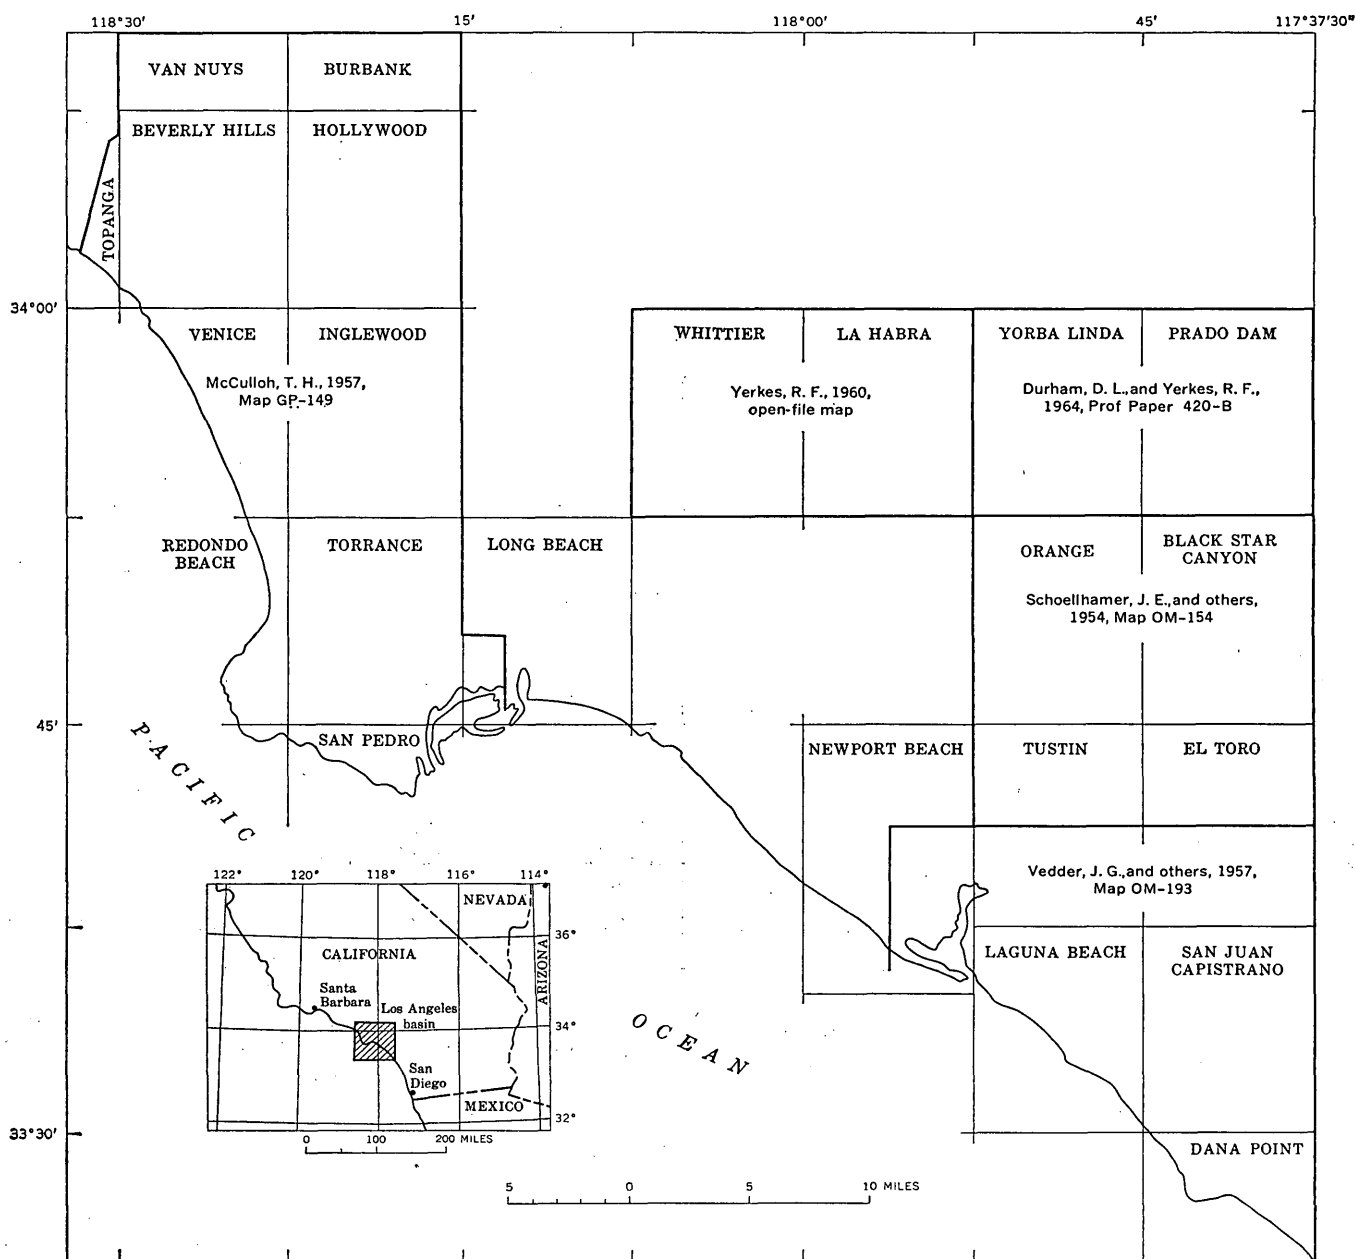 118°30' 15' 118°00' 45' 117°37'30"
VAN NUYS BURBANK
BEVERLY HILLS HOLLYWOOD
TOPANGA
34°00'
VENICE INGLEWOOD WHITTIER LA HABRA YORBA LINDA PRADO DAM
McCulloh, T. H., 1957,
Map GP-149
Yerkes, R. F., 1960,
open-file map
Durham, D. L., and Yerkes, R. F.,
1964, Prof Paper 420-B
REDONDO
BEACH
TORRANCE LONG BEACH
ORANGE
BLACK STAR
CANYON
Schoellhamer, J. E., and others,
1954, Map OM-154
45'
SAN PEDRO
NEWPORT BEACH TUSTIN EL TORO
PACIFIC
Vedder, J. G., and others, 1957,
Map OM-193
LAGUNA BEACH
SAN JUAN
CAPISTRANO
OCEAN
122° 120° 118° 116° 114°
NEVADA
36°
CALIFORNIA
ARIZONA
Santa
Barbara
Los Angeles
basin
34°
San
Diego
MEXICO
32°
0 100 200 MILES
33°30'
DANA POINT
5 0 5 10 MILES